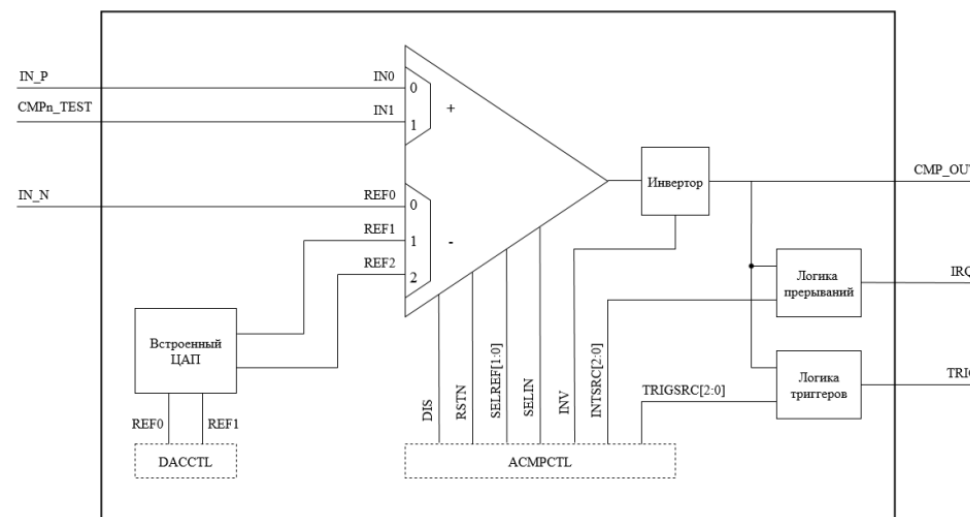 IN_P
IN0
0
CMPn_TEST
IN1
1
+
IN_N
REF0
0
REF1
1
-
REF2
2
Инвертор
CMP_OUT
Логика
прерываний
IRQ
Встроенный
ЦАП
Логика
триггеров
TRIG
DIS
RSTN
SELREF[1:0]
SELIN
INV
INTSRC[2:0]
TRIGSRC[2:0]
REF0
REF1
DACCTL
ACMPCTL